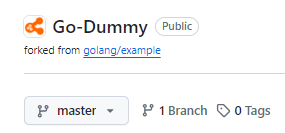 Go-Dummy Public
forked from golang/example
master 1 Branch 0 Tags